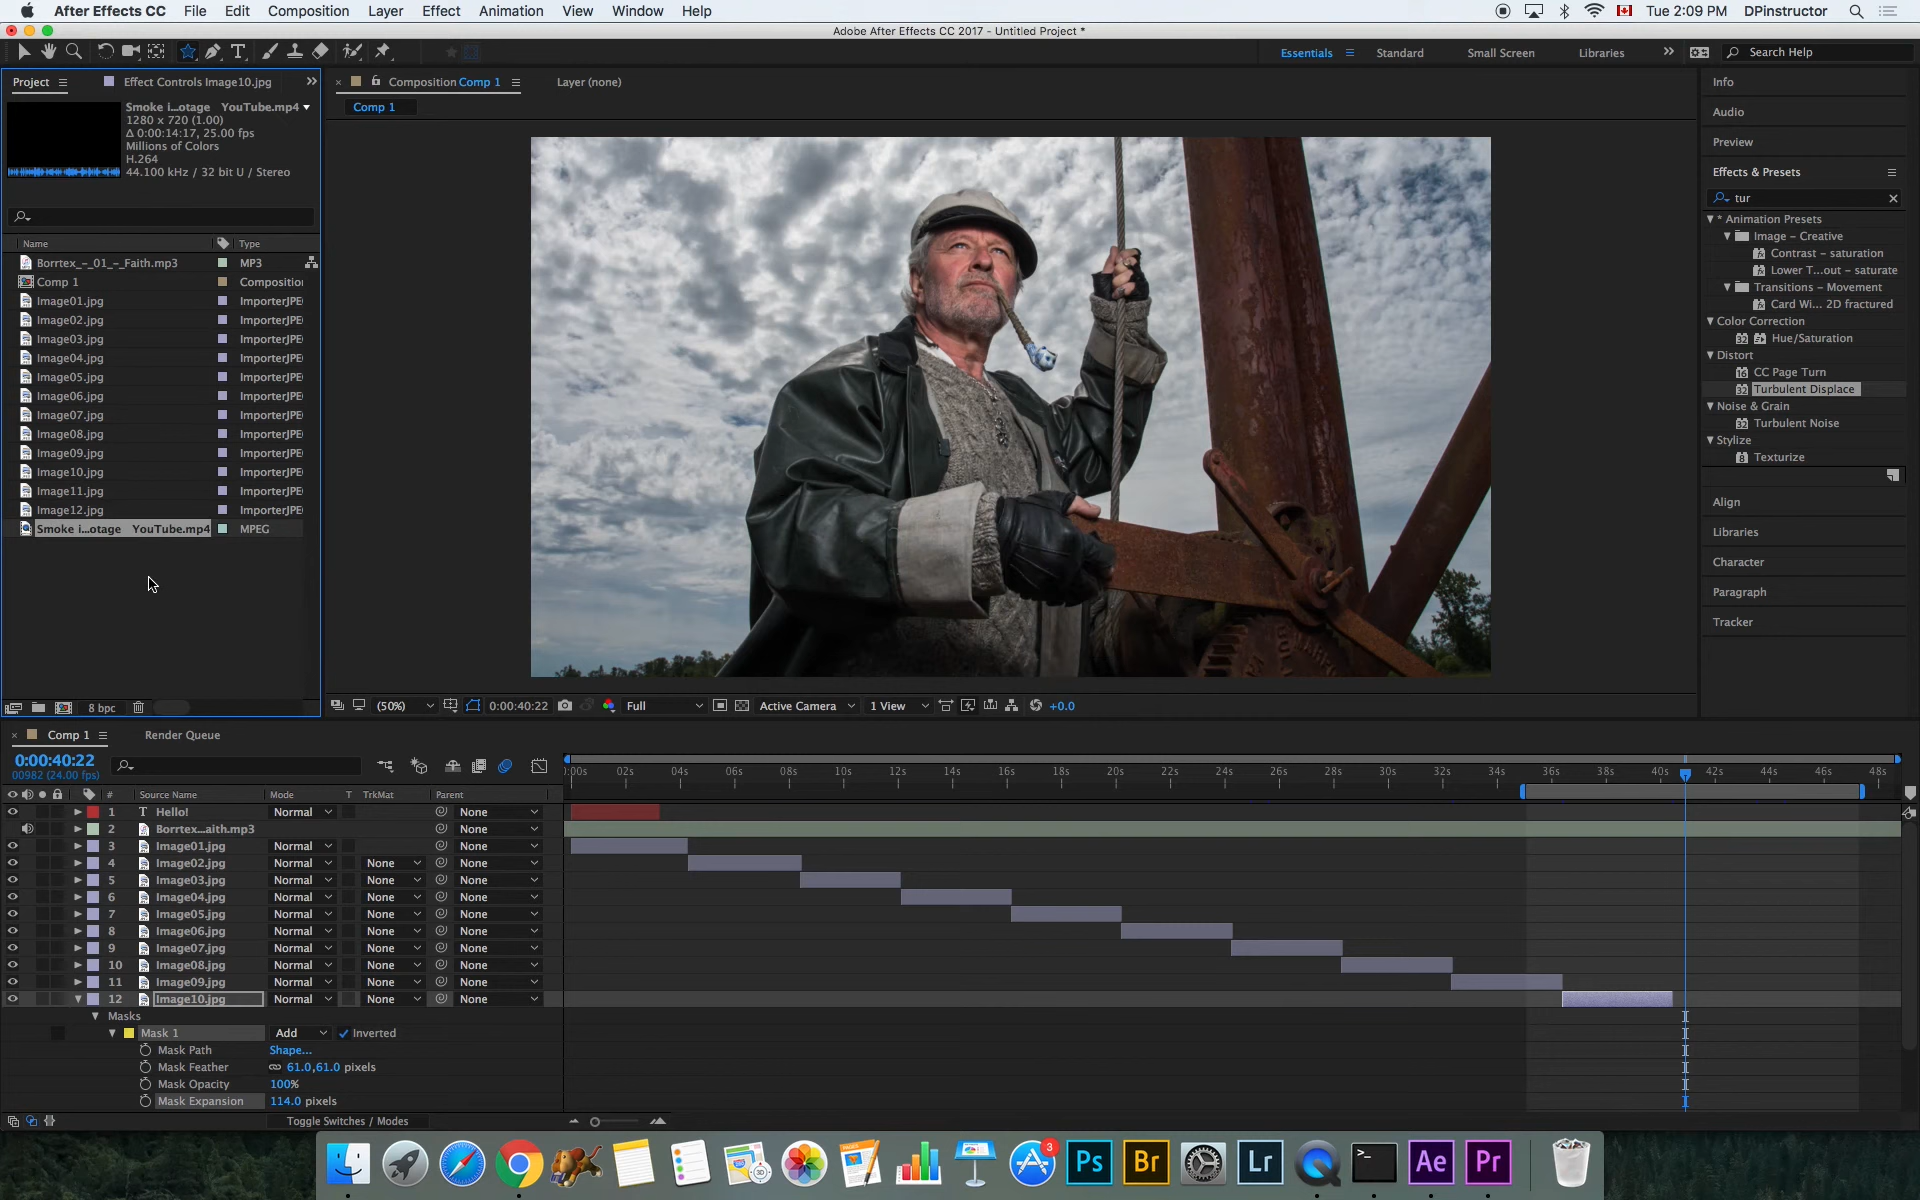 After Effects CC File Edit Composition Layer Effect Animation View Window Help
Tue 2:09 PM DPinstructor
Adobe After Effects CC 2017 - Untitled Project *
Essentials Standard Small Screen Libraries Search Help
Project Effect Controls Image10.jpg
Smoke i...otage YouTube.mp4
1280 x 720 (1.00)
Δ 0:00:14:17, 25.00 fps
Millions of Colors
H.264
44.100 kHz / 32 bit U / Stereo
Name Type
Borrtex_-_01_-_Faith.mp3 MP3
Comp 1 Composition
Image01.jpg ImporterJPE
Image02.jpg ImporterJPE
Image03.jpg ImporterJPE
Image04.jpg ImporterJPE
Image05.jpg ImporterJPE
Image06.jpg ImporterJPE
Image07.jpg ImporterJPE
Image08.jpg ImporterJPE
Image09.jpg ImporterJPE
Image10.jpg ImporterJPE
Image11.jpg ImporterJPE
Image12.jpg ImporterJPE
Smoke i...otage YouTube.mp4 MPEG
8 bpc
Composition Comp 1 Layer (none)
Comp 1
(50%) 0:00:40:22 Full Active Camera 1 View +0.0
Info
Audio
Preview
Effects & Presets
tur
* Animation Presets
Image – Creative
Contrast – saturation
Lower T...out – saturate
Transitions – Movement
Card Wi... 2D fractured
Color Correction
32 Hue/Saturation
Distort
16 CC Page Turn
32 Turbulent Displace
Noise & Grain
32 Turbulent Noise
Stylize
8 Texturize
Align
Libraries
Character
Paragraph
Tracker
Comp 1 Render Queue
0:00:40:22
00982 (24.00 fps)
:00s 02s 04s 06s 08s 10s 12s 14s 16s 18s 20s 22s 24s 26s 28s 30s 32s 34s 36s 38s 40s 42s 44s 46s 48s
# Source Name Mode T TrkMat Parent
1 T Hello! Normal None
2 Borrtex...aith.mp3 None
3 Image01.jpg Normal None
4 Image02.jpg Normal None None
5 Image03.jpg Normal None None
6 Image04.jpg Normal None None
7 Image05.jpg Normal None None
8 Image06.jpg Normal None None
9 Image07.jpg Normal None None
10 Image08.jpg Normal None None
11 Image09.jpg Normal None None
12 Image10.jpg Normal None None
Masks
Mask 1 Add Inverted
Mask Path Shape...
Mask Feather 61.0,61.0 pixels
Mask Opacity 100%
Mask Expansion 114.0 pixels
Toggle Switches / Modes
3 Ps Br Lr >_ Ae Pr